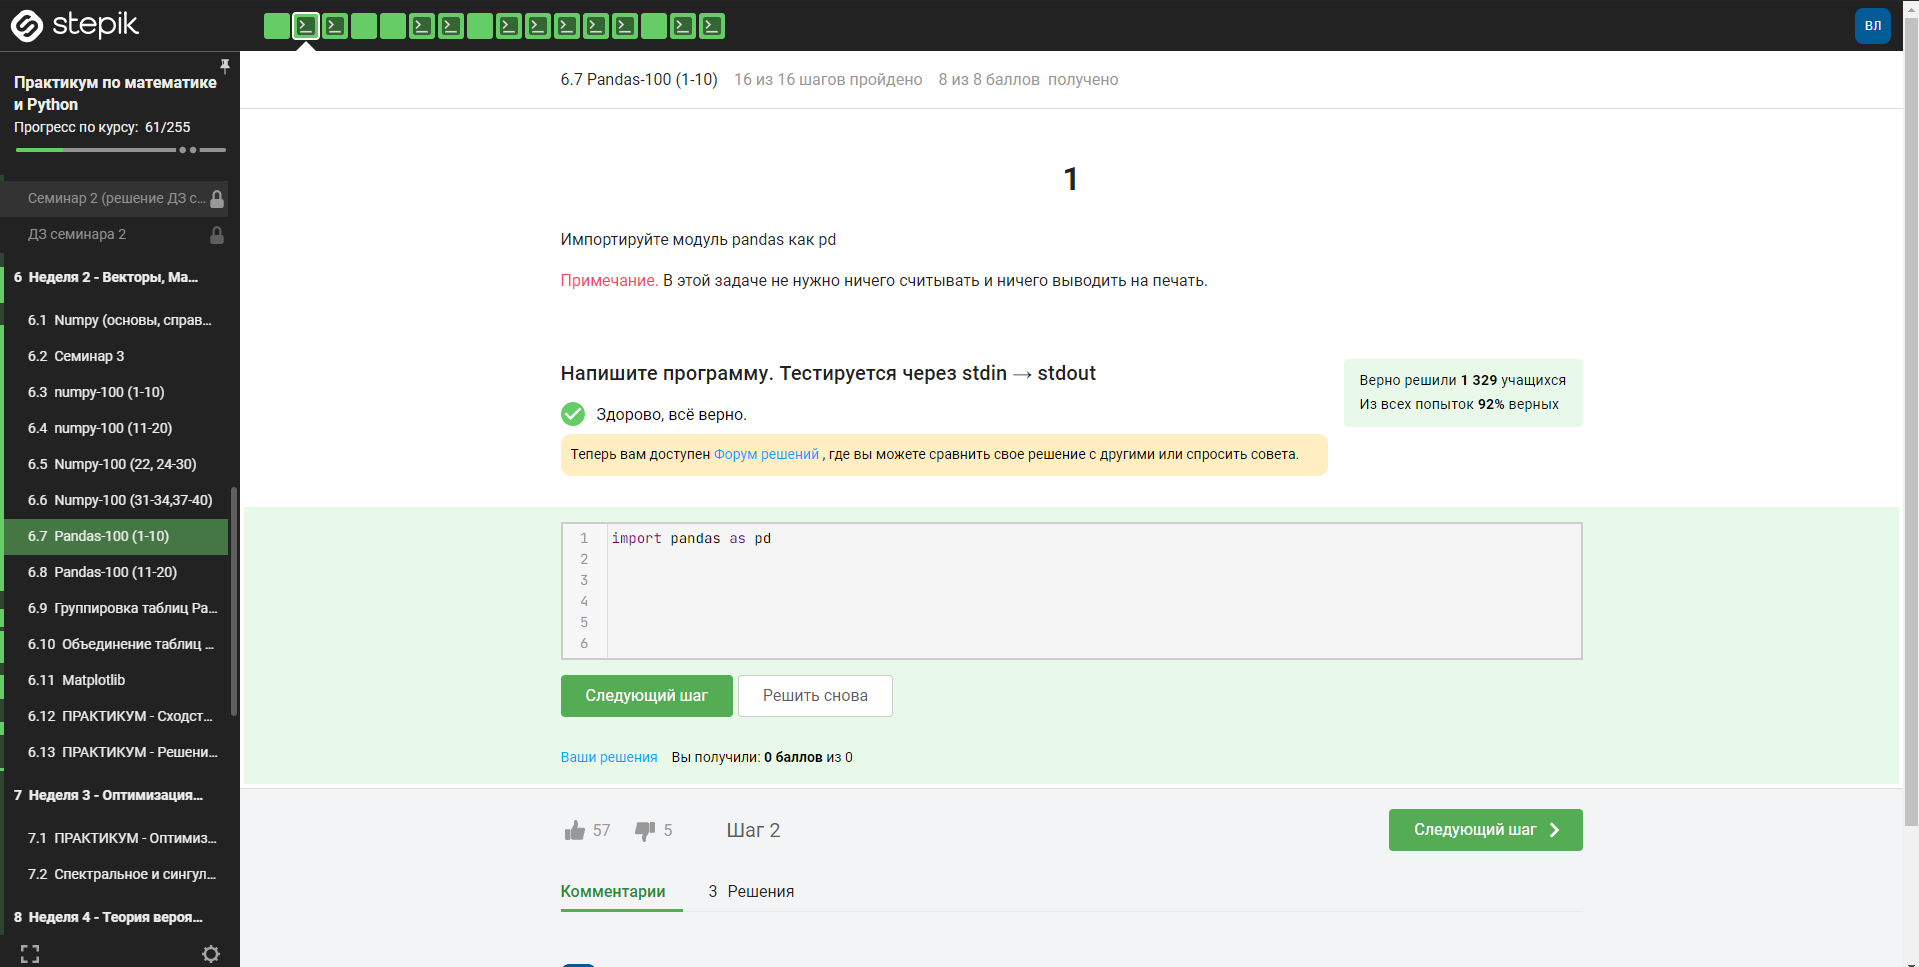 stepik
ВЛ
Практикум по математике
и Python
Прогресс по курсу: 61/255
Семинар 2 (решение ДЗ с...
ДЗ семинара 2
6 Неделя 2 - Векторы, Ма...
6.1 Numpy (основы, справ...
6.2 Семинар 3
6.3 numpy-100 (1-10)
6.4 numpy-100 (11-20)
6.5 Numpy-100 (22, 24-30)
6.6 Numpy-100 (31-34,37-40)
6.7 Pandas-100 (1-10)
6.8 Pandas-100 (11-20)
6.9 Группировка таблиц Pa...
6.10 Объединение таблиц ...
6.11 Matplotlib
6.12 ПРАКТИКУМ - Сходст...
6.13 ПРАКТИКУМ - Решени...
7 Неделя 3 - Оптимизация...
7.1 ПРАКТИКУМ - Оптимиз...
7.2 Спектральное и сингул...
8 Неделя 4 - Теория вероя...
6.7 Pandas-100 (1-10) 16 из 16 шагов пройдено 8 из 8 баллов получено
1
Импортируйте модуль pandas как pd
Примечание. В этой задаче не нужно ничего считывать и ничего выводить на печать.
Напишите программу. Тестируется через stdin → stdout
Здорово, всё верно.
Теперь вам доступен Форум решений , где вы можете сравнить свое решение с другими или спросить совета.
Верно решили 1 329 учащихся
Из всех попыток 92% верных
1 import pandas as pd
2
3
4
5
6
Следующий шаг Решить снова
Ваши решения Вы получили: 0 баллов из 0
57 5 Шаг 2 Следующий шаг
Комментарии 3 Решения